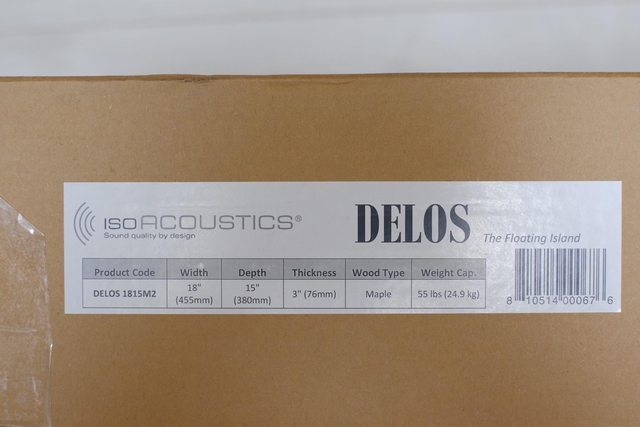 ISOACOUSTICS®
Sound quality by design
DELOS The Floating Island
Product Code Width Depth Thickness Wood Type Weight Cap.
DELOS 1815M2 18" (455mm) 15" (380mm) 3" (76mm) Maple 55 lbs (24.9 kg)
8 10514 00067 6